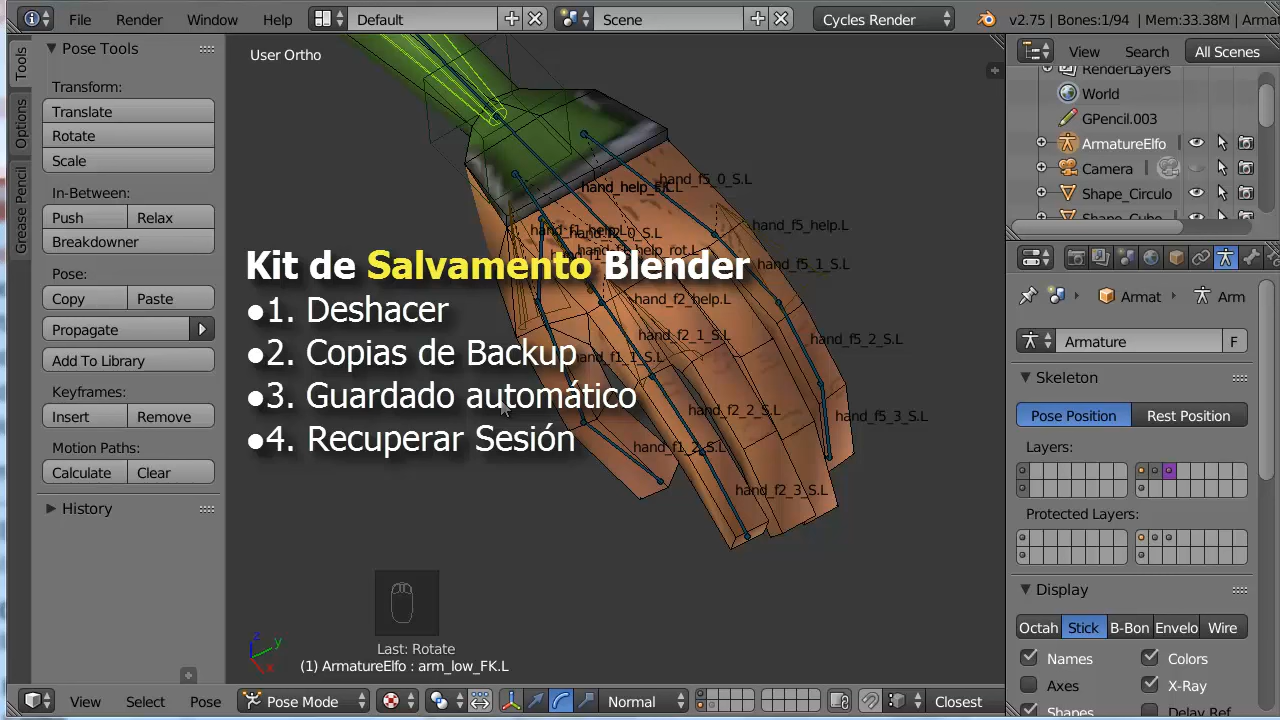 File Render Window Help Default Scene Cycles Render v2.75 | Bones:1/94 | Mem:33.38M | Armat
Tools
Options
Grease Pencil
Pose Tools
Transform:
Translate
Rotate
Scale
In-Between:
Push Relax
Breakdowner
Pose:
Copy Paste
Propagate
Add To Library
Keyframes:
Insert Remove
Motion Paths:
Calculate Clear
History
User Ortho
hand_f5_0_S.L
hand_f5_help.L
hand_f5_1_S.L
hand_f2_help.L
hand_f2_1_S.L
hand_f5_2_S.L
hand_f2_2_S.L
hand_f5_3_S.L
hand_f1_2_S.L
hand_f2_3_S.L
Kit de Salvamento Blender
●1. Deshacer
●2. Copias de Backup
●3. Guardado automático
●4. Recuperar Sesión
Last: Rotate
(1) ArmatureElfo : arm_low_FK.L
z
y
x
View Select Pose Pose Mode Normal Closest
View Search All Scenes
RenderLayers
World
GPencil.003
ArmatureElfo
Camera
Shape_Circulo
Shape_Cubo
Armat Arm
Armature F
Skeleton
Pose Position Rest Position
Layers:
Protected Layers:
Display
Octah Stick B-Bon Envelo Wire
Names Colors
Axes X-Ray
Shapes Delay Ref